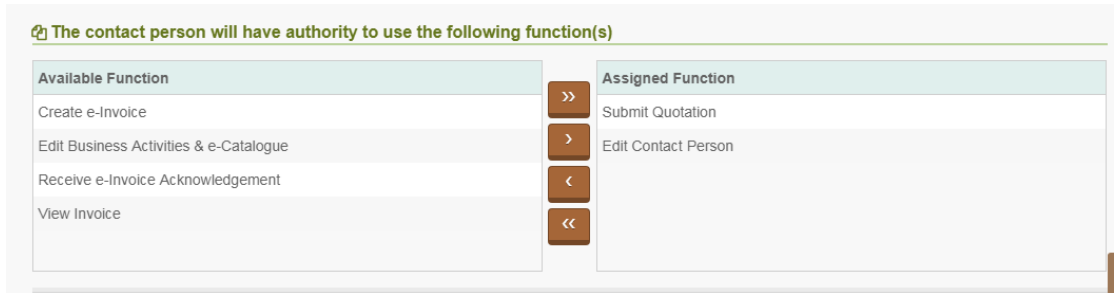 The contact person will have authority to use the following function(s)
Available Function
Create e-Invoice
Edit Business Activities & e-Catalogue
Receive e-Invoice Acknowledgement
View Invoice
»
›
‹
«
Assigned Function
Submit Quotation
Edit Contact Person